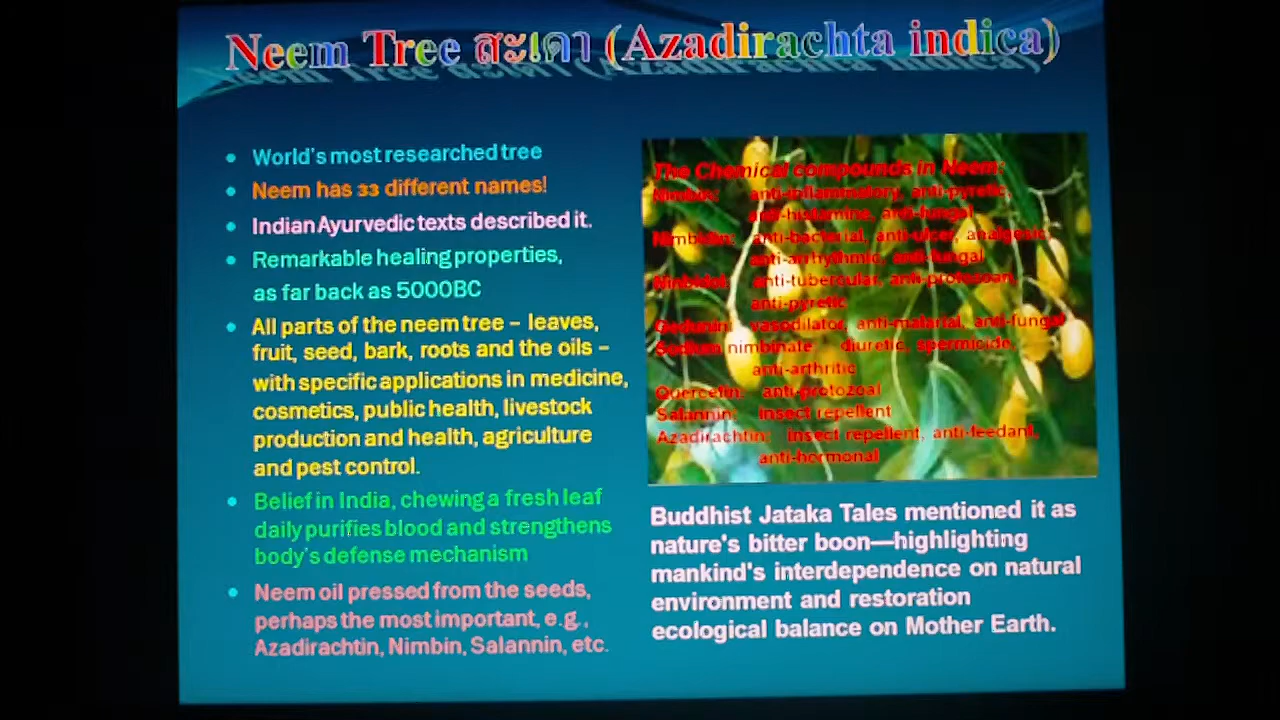 Neem Tree สะเดา (Azadirachta indica)
• World's most researched tree
• Neem has 33 different names!
• Indian Ayurvedic texts described it.
• Remarkable healing properties,
as far back as 5000BC
• All parts of the neem tree – leaves,
fruit, seed, bark, roots and the oils –
with specific applications in medicine,
cosmetics, public health, livestock
production and health, agriculture
and pest control.
• Belief in India, chewing a fresh leaf
daily purifies blood and strengthens
body's defense mechanism
• Neem oil pressed from the seeds,
perhaps the most important, e.g.,
Azadirachtin, Nimbin, Salannin, etc.
The Chemical compounds in Neem:
Nimbin: anti-inflammatory, anti-pyretic,
anti-histamine, anti-fungal
Nimbidin: anti-bacterial, anti-ulcer, analgesic,
anti-arrhythmic, anti-fungal
Nimbidol: anti-tubercular, anti-protozoan,
anti-pyretic
Gedunin: vasodilator, anti-malarial, anti-fungal
Sodium nimbinate diuretic, spermicide,
anti-arthritic
Quercetin: anti-protozoal
Salannin: insect repellent
Azadirachtin: insect repellent, anti-feedant,
anti-hormonal
Buddhist Jataka Tales mentioned it as
nature's bitter boon—highlighting
mankind's interdependence on natural
environment and restoration
ecological balance on Mother Earth.